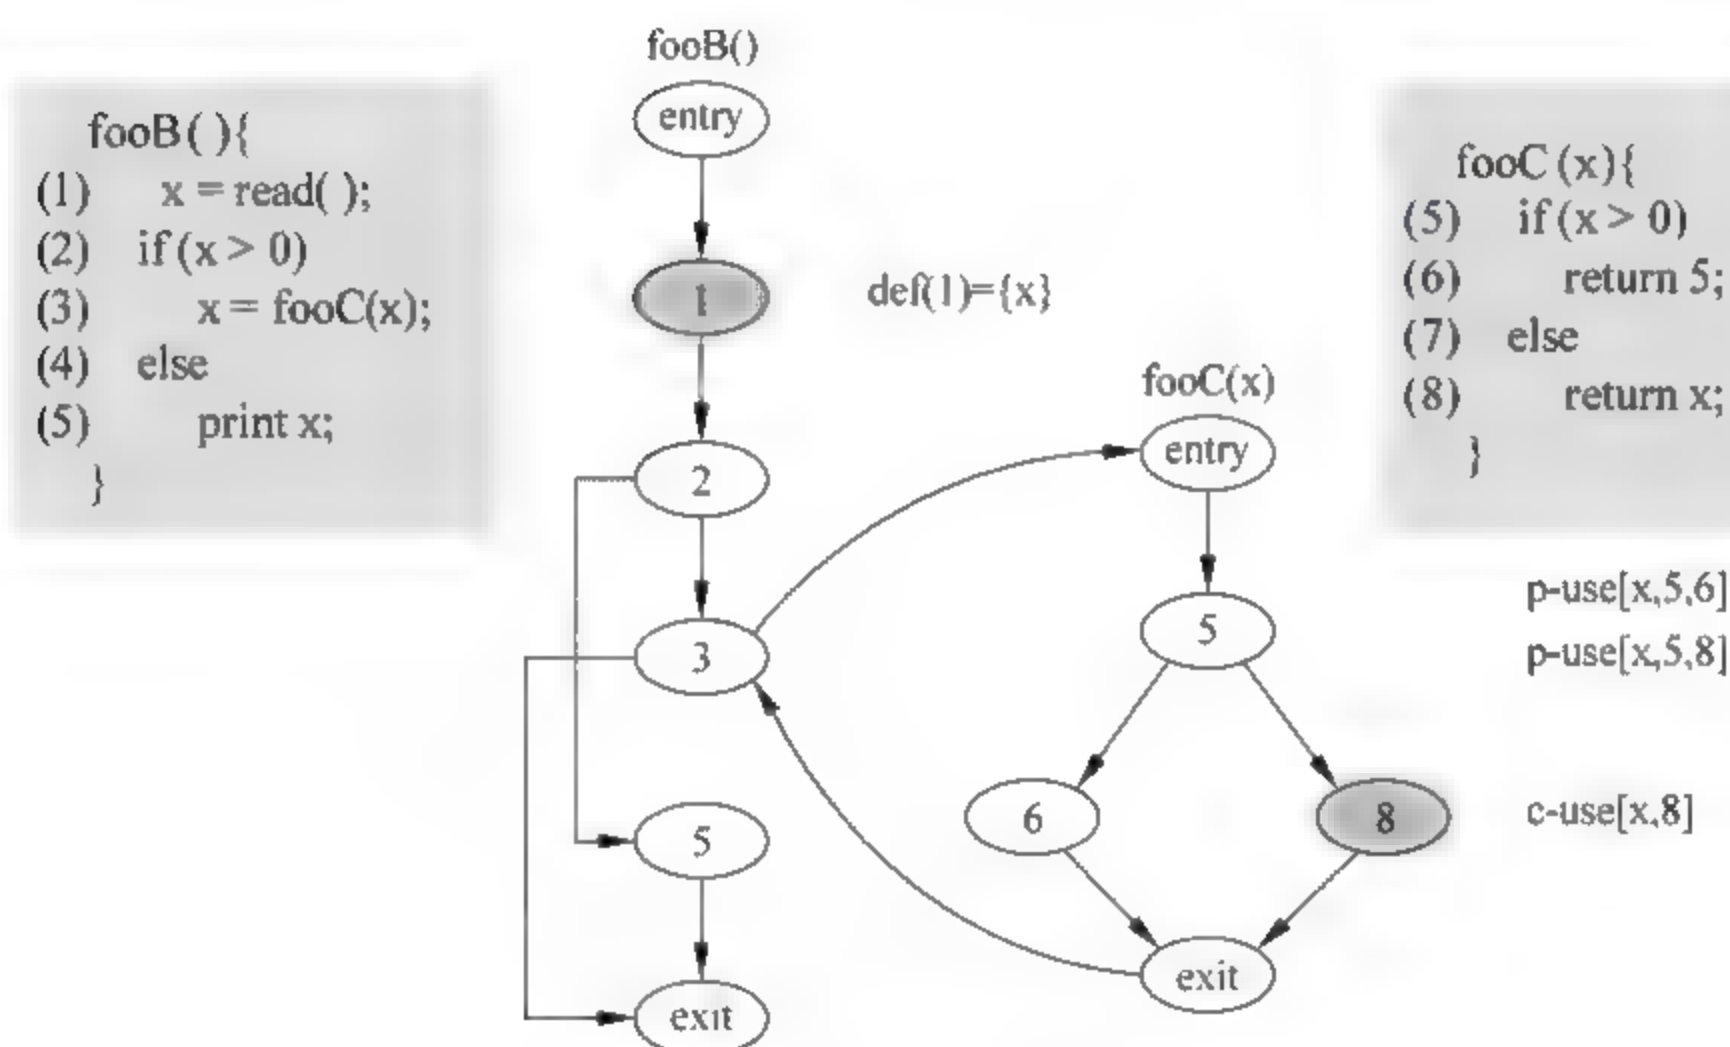 fooB( ){
(1) x = read( );
(2) if (x > 0)
(3) x = fooC(x);
(4) else
(5) print x;
}
fooB()
entry
1
def(1)={x}
2
3
5
exit
fooC(x)
entry
5
6
8
exit
fooC (x){
(5) if (x > 0)
(6) return 5;
(7) else
(8) return x;
}
p-use[x,5,6]
p-use[x,5,8]
c-use[x,8]